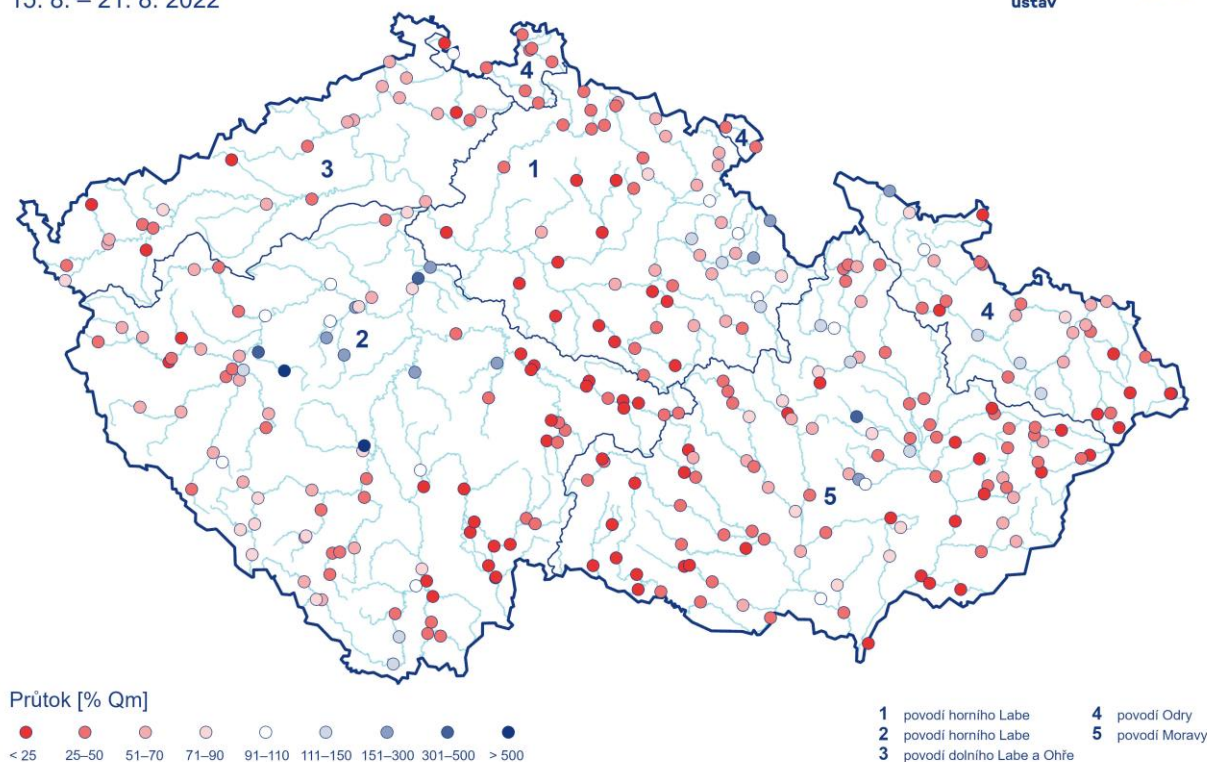 15. 8. – 21. 8. 2022
ústav
4
4
3
1
2
4
5
Průtok [% Qm]
< 25 25–50 51–70 71–90 91–110 111–150 151–300 301–500 > 500
1 povodí horního Labe
2 povodí horního Labe
3 povodí dolního Labe a Ohře
4 povodí Odry
5 povodí Moravy